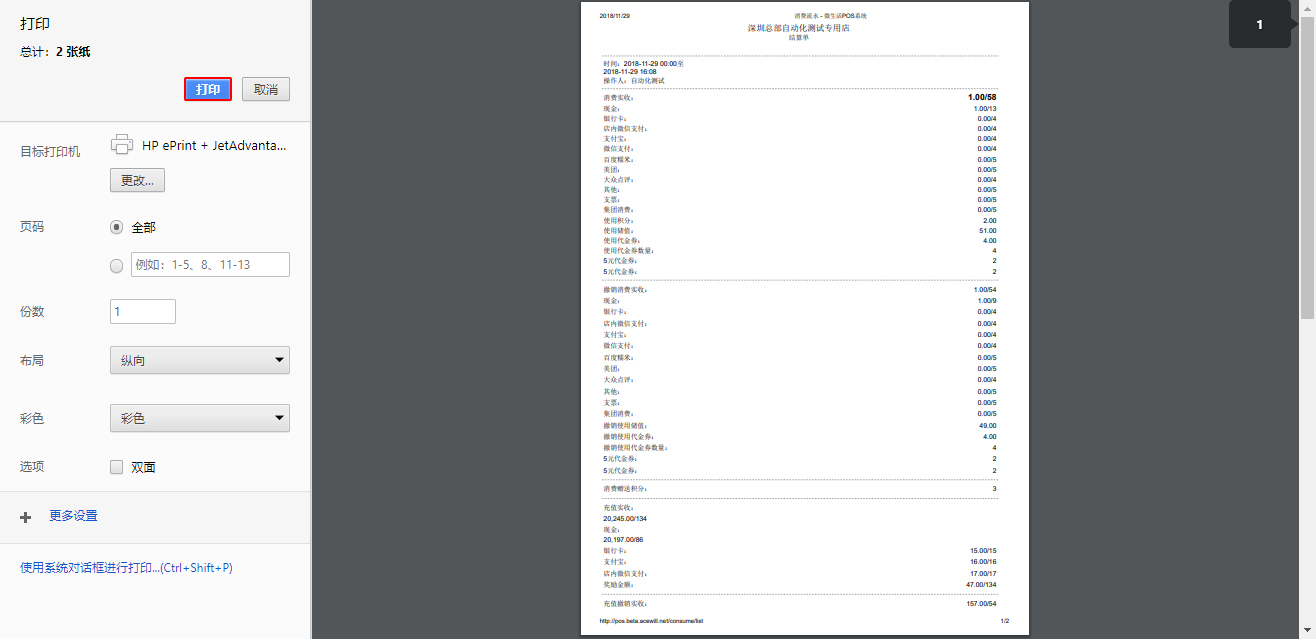 打印
总计： 2 张纸
打印
取消
目标打印机
HP ePrint + JetAdvanta...
更改...
页码
全部
例如： 1-5、8、11-13
份数
1
布局
纵向
彩色
彩色
选项
双面
更多设置
使用系统对话框进行打印...(Ctrl+Shift+P)
1
2018/11/29 消费流水 - 微生活POS系统
深圳总部自动化测试专用店
结算单
时间：2018-11-29 00:00至
2018-11-29 16:08
操作人：自动化测试
消费实收： 1.00/58
现金： 1.00/13
银行卡： 0.00/4
店内微信支付： 0.00/4
支付宝： 0.00/4
微信支付： 0.00/4
百度糯米： 0.00/5
美团： 0.00/5
大众点评： 0.00/4
其他： 0.00/5
支票： 0.00/5
集团消费： 0.00/5
使用积分： 2.00
使用储值： 51.00
使用代金券： 4.00
使用代金券数量： 4
5元代金券： 2
5元代金券： 2
撤销消费实收： 1.00/54
现金： 1.00/9
银行卡： 0.00/4
店内微信支付： 0.00/4
支付宝： 0.00/4
微信支付： 0.00/4
百度糯米： 0.00/5
美团： 0.00/5
大众点评： 0.00/4
其他： 0.00/5
支票： 0.00/5
集团消费： 0.00/5
撤销使用储值： 49.00
撤销使用代金券： 4.00
撤销使用代金券数量： 4
5元代金券： 2
5元代金券： 2
消费赠送积分： 3
充值实收：
20,245.00/134
现金：
20,197.00/86
银行卡： 15.00/15
支付宝： 16.00/16
店内微信支付： 17.00/17
奖励金额： 47.00/134
充值撤销实收： 157.00/54
http://pos.beta.acewill.net/consume/list 1/2